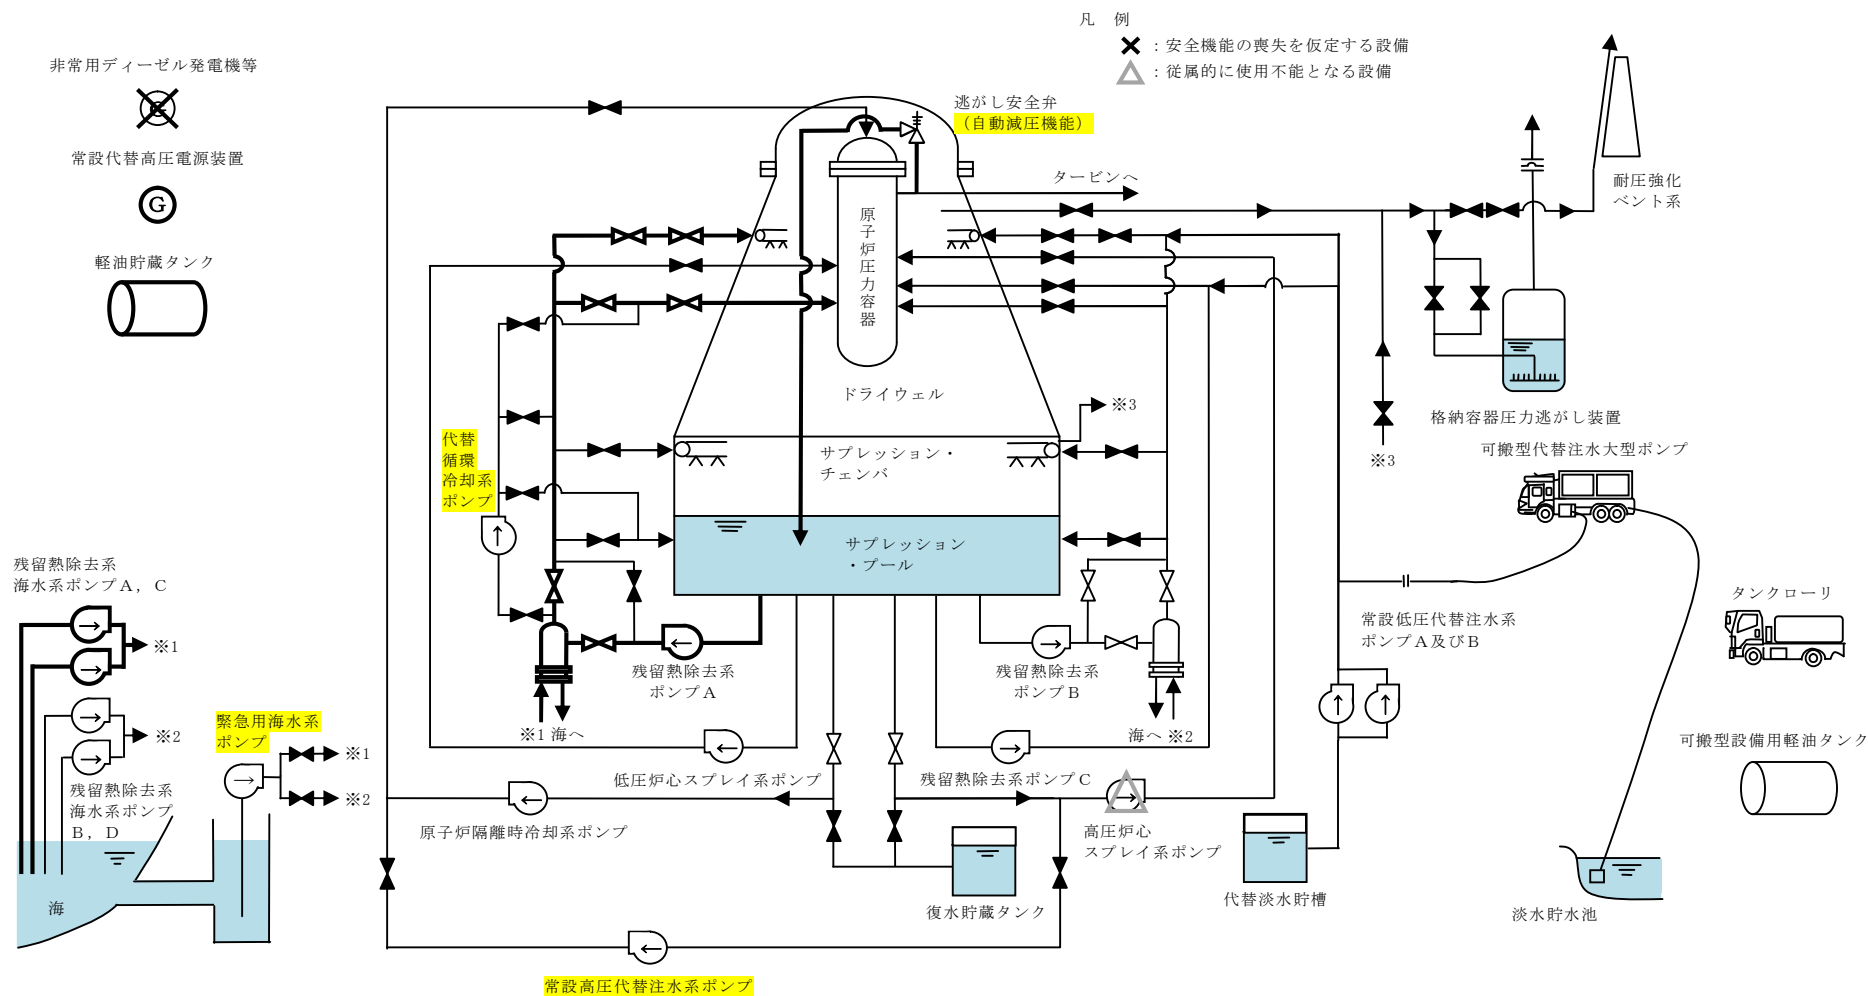 凡　例
：安全機能の喪失を仮定する設備
：従属的に使用不能となる設備
非常用ディーゼル発電機等
常設代替高圧電源装置
G
軽油貯蔵タンク
逃がし安全弁
（自動減圧機能）
タービンへ
原子炉圧力容器
ドライウェル
耐圧強化
ベント系
格納容器圧力逃がし装置
※3
※3
可搬型代替注水大型ポンプ
代替
循環
冷却系
ポンプ
サプレッション・
チェンバ
サプレッション
・プール
残留熱除去系
海水系ポンプＡ，Ｃ
※1
※2
残留熱除去系
海水系ポンプ
Ｂ，Ｄ
緊急用海水系
ポンプ
※1
※2
海
残留熱除去系
ポンプＡ
※1 海へ
残留熱除去系
ポンプＢ
海へ ※2
常設低圧代替注水系
ポンプＡ及びＢ
タンクローリ
可搬型設備用軽油タンク
低圧炉心スプレイ系ポンプ
残留熱除去系ポンプＣ
原子炉隔離時冷却系ポンプ
高圧炉心
スプレイ系ポンプ
復水貯蔵タンク
代替淡水貯槽
淡水貯水池
常設高圧代替注水系ポンプ